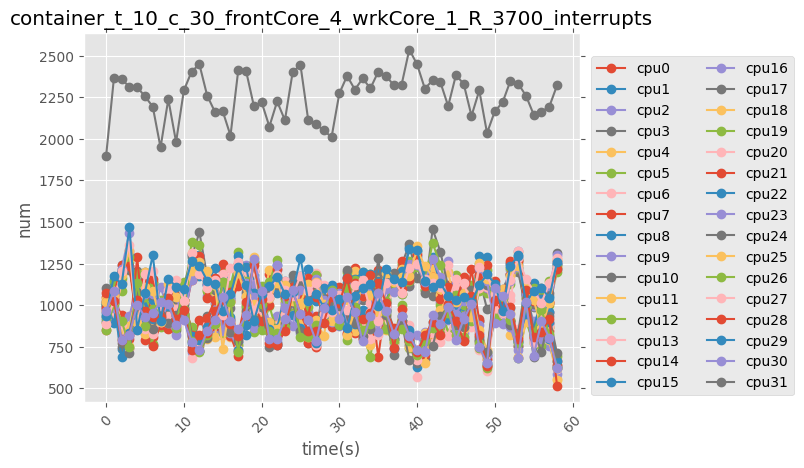 container_t_10_c_30_frontCore_4_wrkCore_1_R_3700_interrupts
2500
2250
2000
1750
1500
1250
1000
750
500
num
0
10
20
30
40
50
60
time(s)
cpu0
cpu1
cpu2
cpu3
cpu4
cpu5
cpu6
cpu7
cpu8
cpu9
cpu10
cpu11
cpu12
cpu13
cpu14
cpu15
cpu16
cpu17
cpu18
cpu19
cpu20
cpu21
cpu22
cpu23
cpu24
cpu25
cpu26
cpu27
cpu28
cpu29
cpu30
cpu31